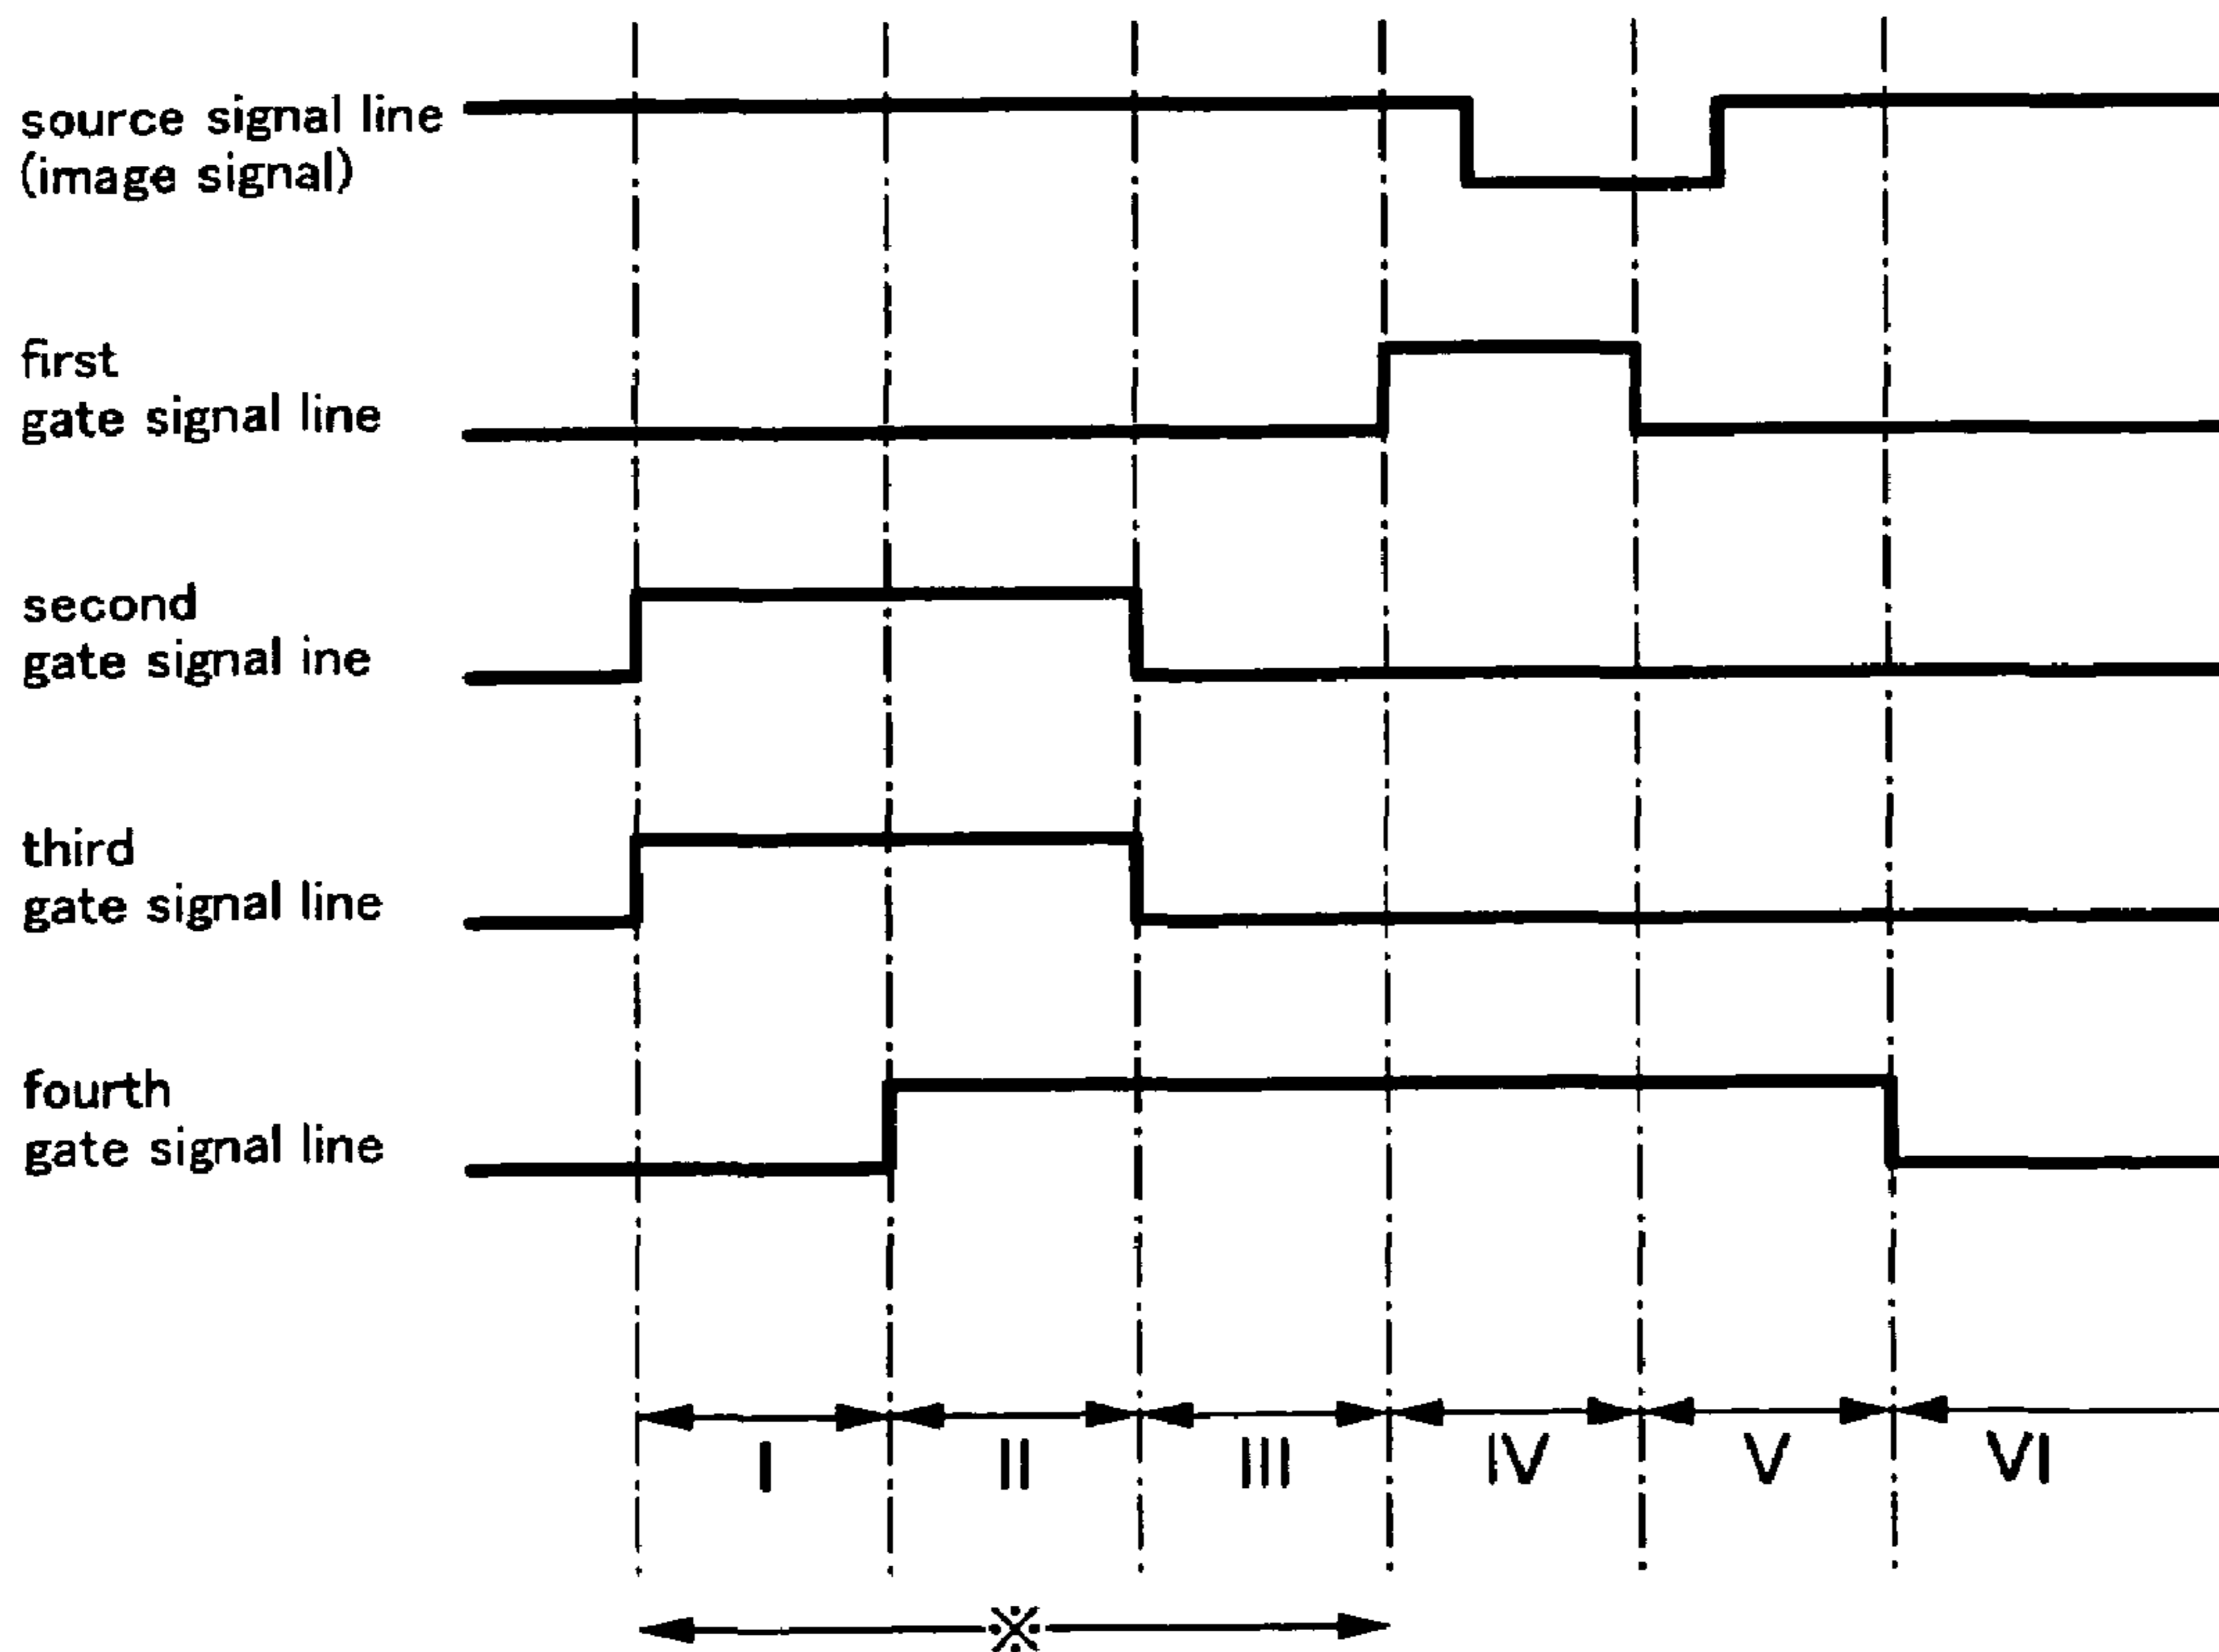 source signal line
(image signal)
first
gate signal line
second
gate signal ine
third
gate signal line
fourth
gate signal line
I II III IV V VI
※